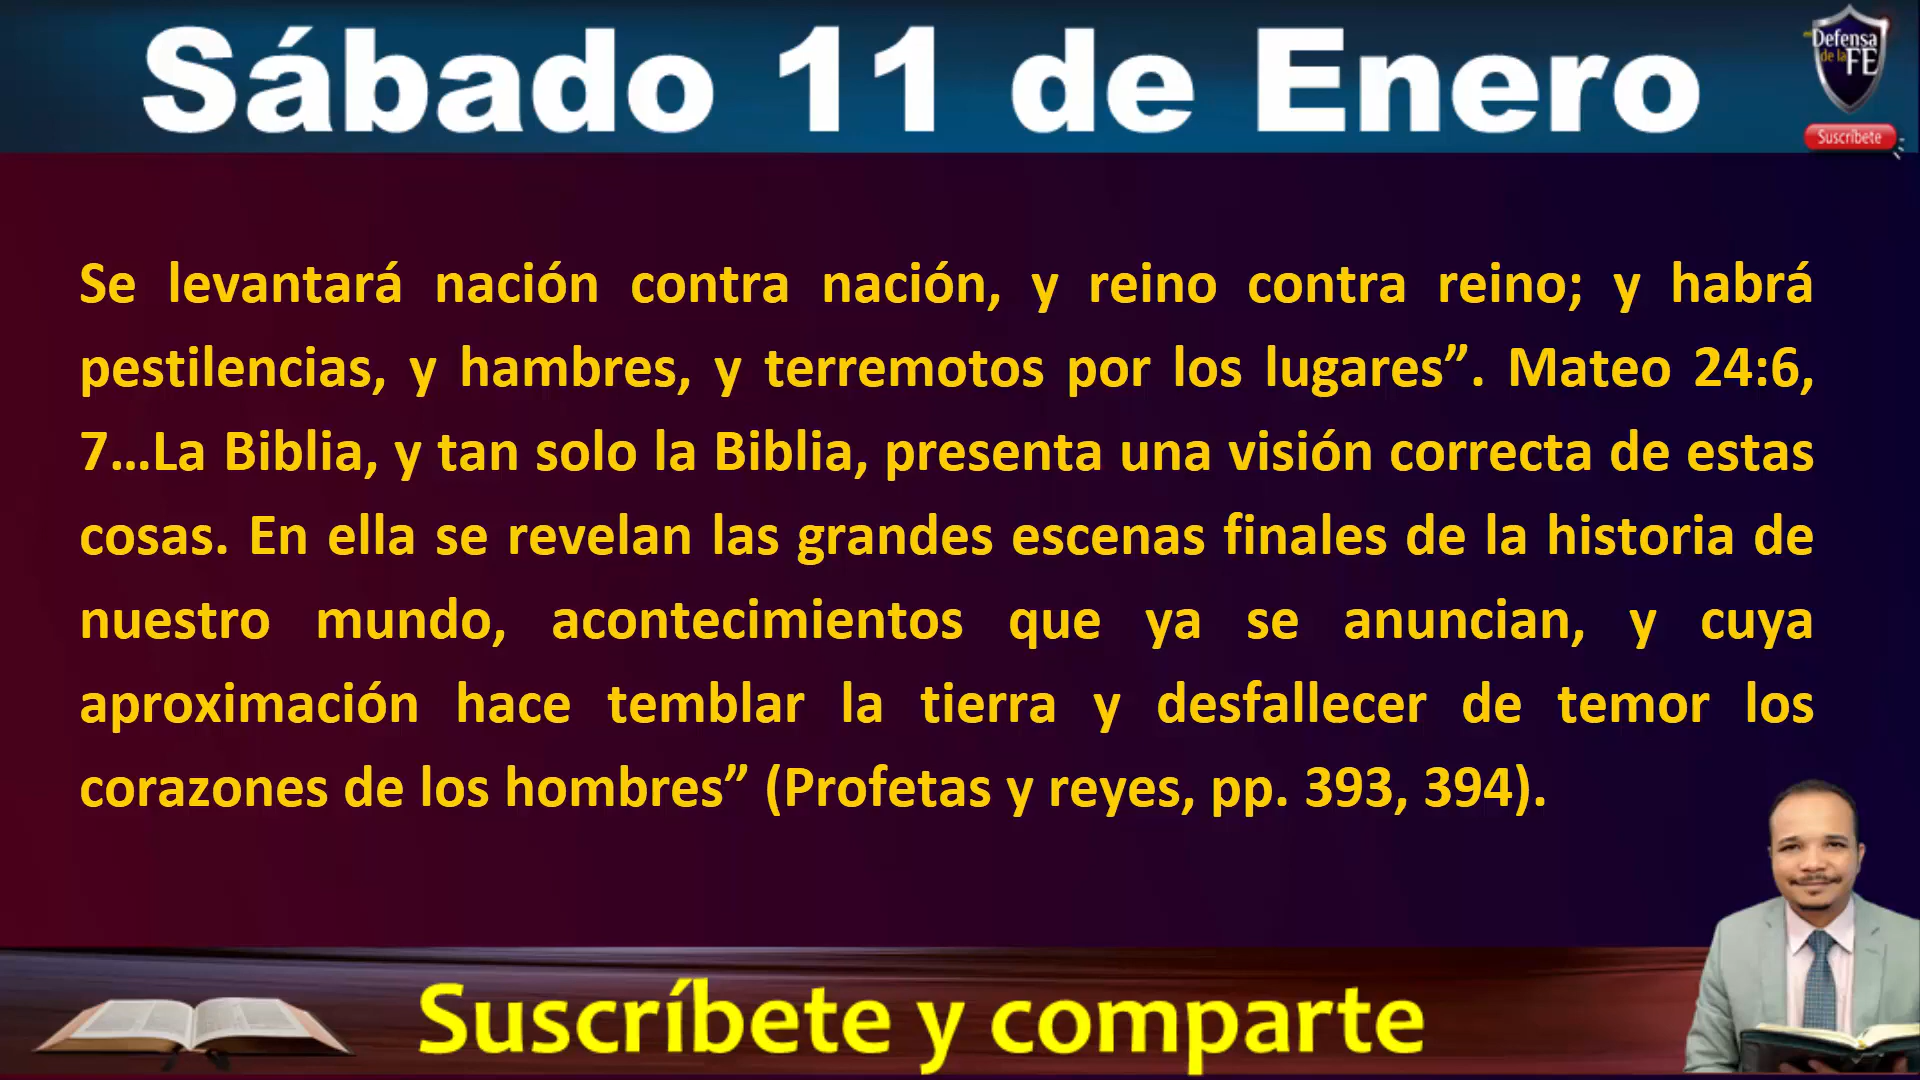 Sábado 11 de Enero
Defensa
de la FE
Suscríbete
Se levantará nación contra nación, y reino contra reino; y habrá
pestilencias, y hambres, y terremotos por los lugares”. Mateo 24:6,
7...La Biblia, y tan solo la Biblia, presenta una visión correcta de estas
cosas. En ella se revelan las grandes escenas finales de la historia de
nuestro mundo, acontecimientos que ya se anuncian, y cuya
aproximación hace temblar la tierra y desfallecer de temor los
corazones de los hombres” (Profetas y reyes, pp. 393, 394).
Suscríbete y comparte